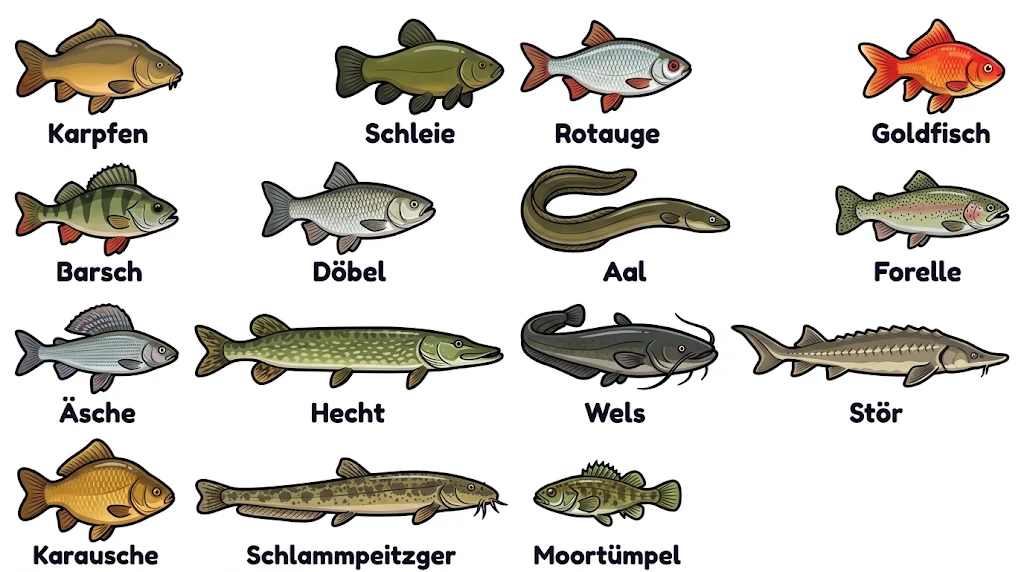 Karpfen
Schleie
Rotauge
Goldfisch
Barsch
Döbel
Aal
Forelle
Äsche
Hecht
Wels
Stör
Karausche
Schlammpeitzger
Moortümpel